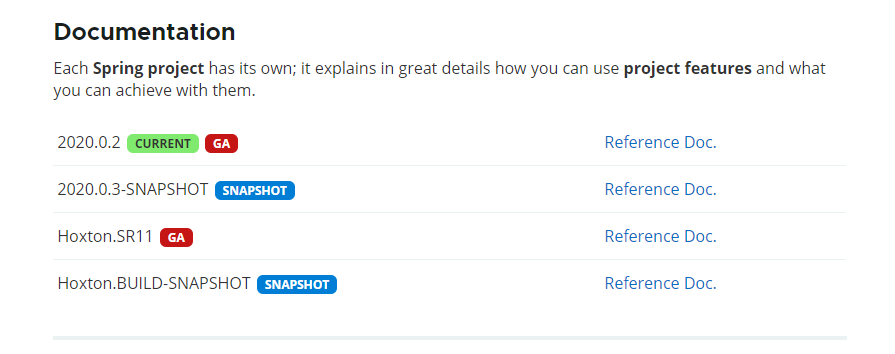 Documentation
Each Spring project has its own; it explains in great details how you can use project features and what
you can achieve with them.
2020.0.2 CURRENT GA Reference Doc.
2020.0.3-SNAPSHOT SNAPSHOT Reference Doc.
Hoxton.SR11 GA Reference Doc.
Hoxton.BUILD-SNAPSHOT SNAPSHOT Reference Doc.